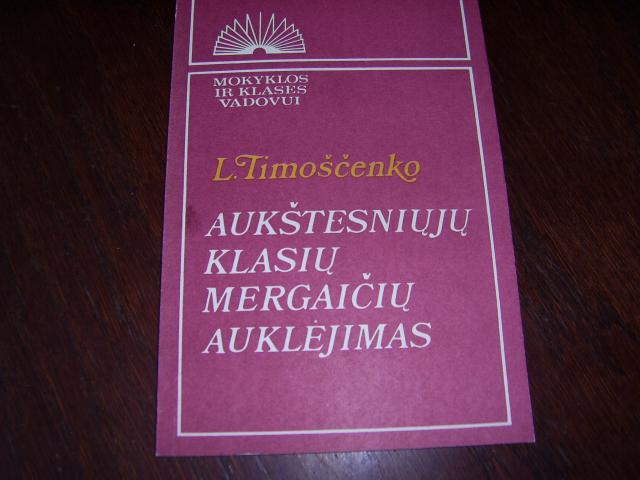 MOKYKLOS
IR KLASĖS
VADOVUI
L. Timoščenko
AUKŠTESNIŲJŲ
KLASIŲ
MERGAIČIŲ
AUKLĖJIMAS